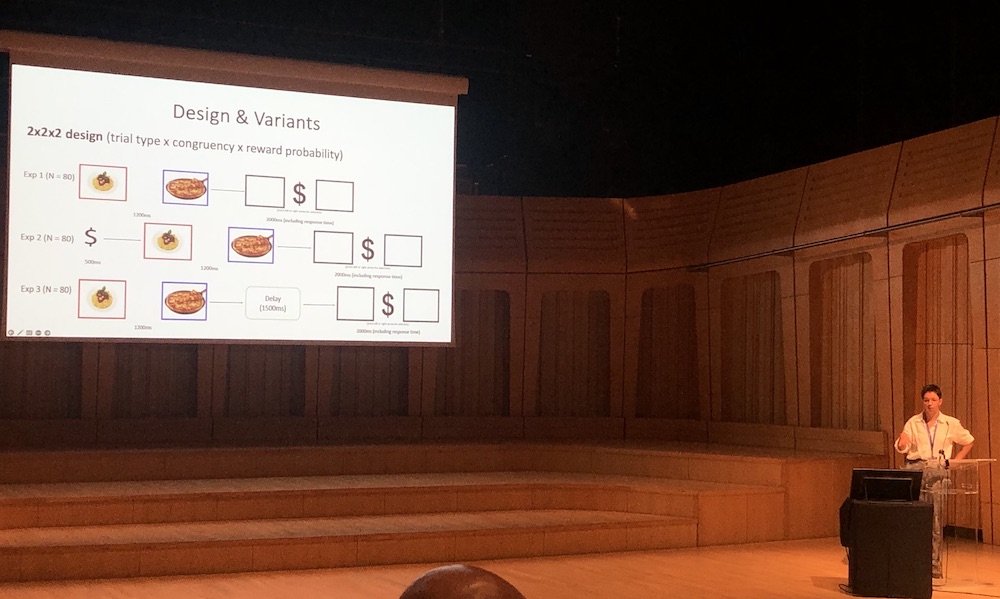 Design & Variants
2x2x2 design (trial type x congruency x reward probability)
Exp 1 (N = 80)
$
1200ms
2000ms (including response time)
Exp 2 (N = 80)
$
$
500ms
1200ms
2000ms (including response time)
Exp 3 (N = 80)
Delay
(1500ms)
$
1200ms
2000ms (including response time)